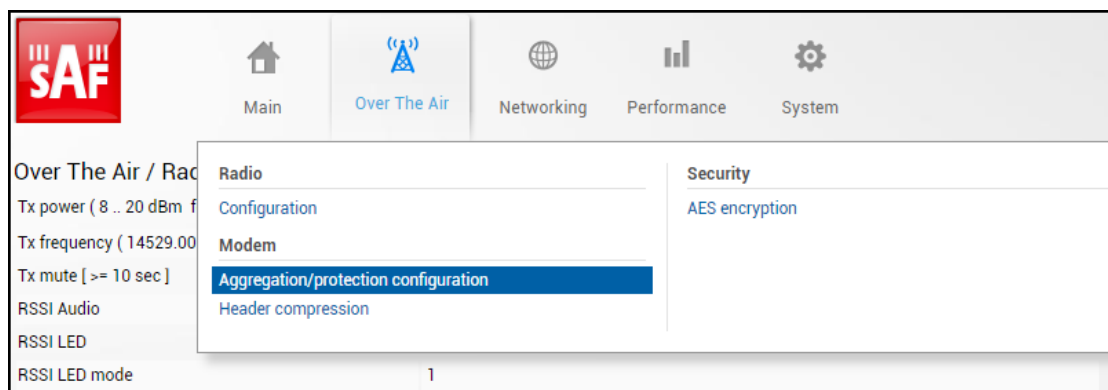 SAF
Main
Over The Air
Networking
Performance
System
Over The Air /
Radio
Security
Tx power ( 8 .. 20 dBm
Configuration
AES encryption
Tx frequency ( 14529.00
Modem
Tx mute [ >= 10 sec ]
Aggregation/protection configuration
RSSI Audio
Header compression
RSSI LED
RSSI LED mode 1